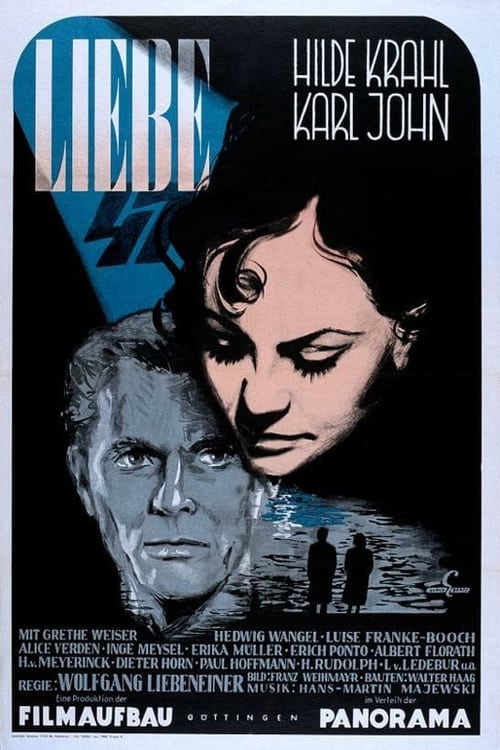 LIEBE
47
HILDE KRAHL
KARL JOHN
MIT GRETHE WEISER
HEDWIG WANGEL · LUISE FRANKE-BOOCH
ALICE VERDEN · INGE MEYSEL · ERIKA MÜLLER · ERICH PONTO · ALBERT FLORATH
H.v. MEYERINCK · DIETER HORN · PAUL HOFFMANN · H. RUDOLPH · L.v. LEDEBUR u.a.
REGIE: WOLFGANG LIEBENEINER
BILD: FRANZ WEIHMAYR · BAUTEN: WALTER HAAG
MUSIK: HANS-MARTIN MAJEWSKI
Eine Produktion der
FILMAUFBAU GÖTTINGEN
im Verleih der
PANORAMA